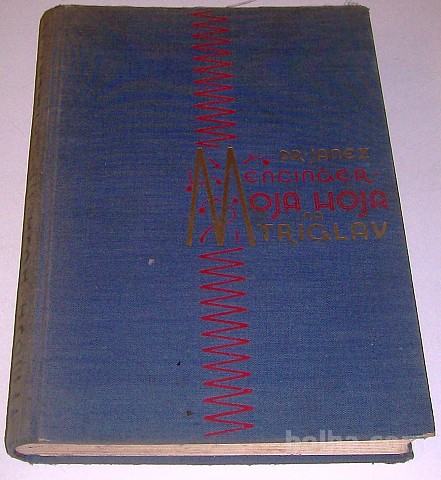 DR JANEZ
MENCINGER:
MOJA HOJA
NA
TRIGLAV
bolha.com